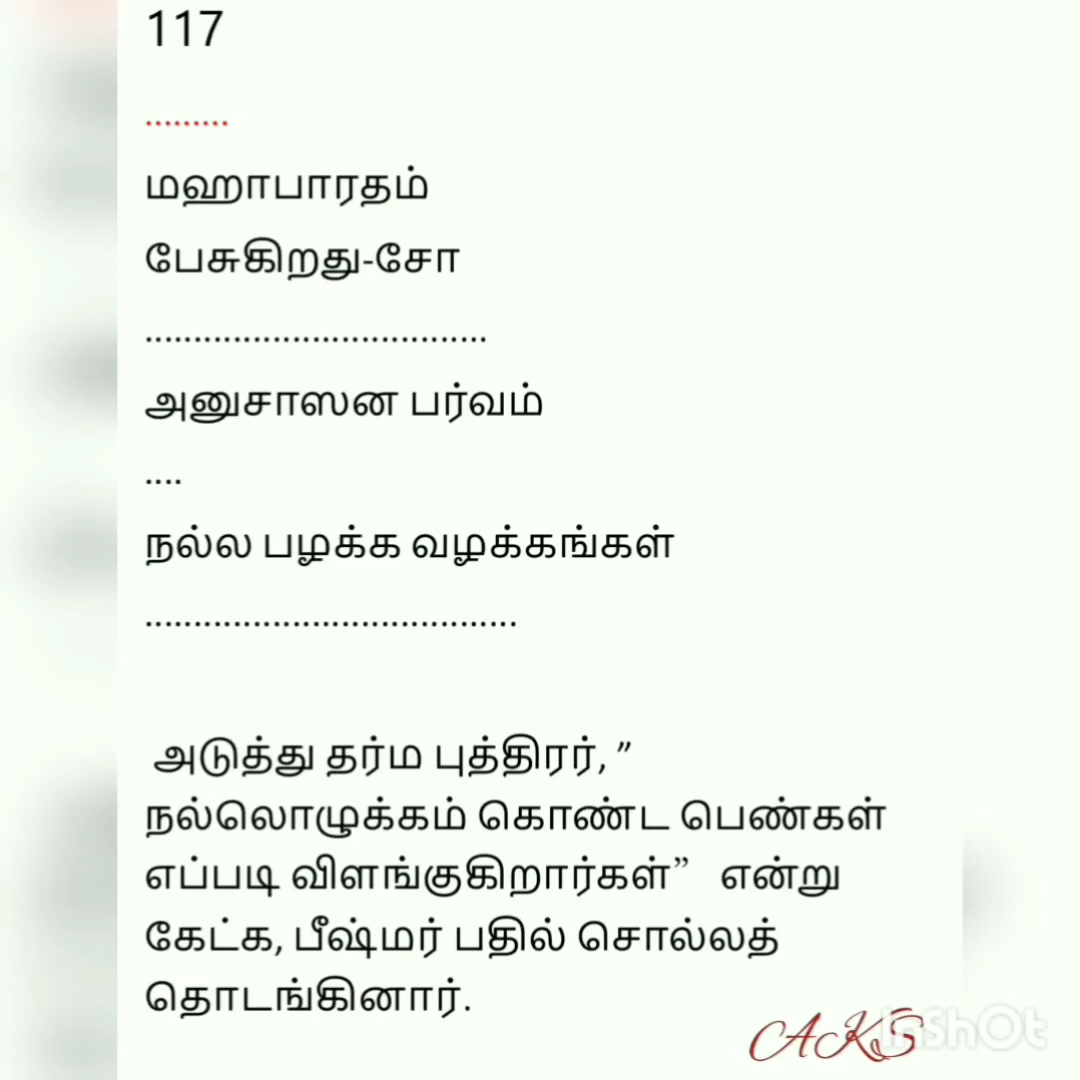 117
.........
மஹாபாரதம்
பேசுகிறது-சோ
...................................
அனுசாஸன பர்வம்
....
நல்ல பழக்க வழக்கங்கள்
......................................
அடுத்து தர்ம புத்திரர், ”
நல்லொழுக்கம் கொண்ட பெண்கள்
எப்படி விளங்குகிறார்கள்” என்று
கேட்க, பீஷ்மர் பதில் சொல்லத்
தொடங்கினார்.
AKS
InShOt